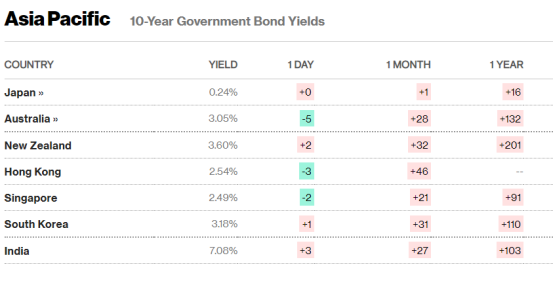 Asia Pacific 10-Year Government Bond Yields
COUNTRY YIELD 1 DAY 1 MONTH 1 YEAR
Japan » 0.24% +0 +1 +16
Australia » 3.05% -5 +28 +132
New Zealand 3.60% +2 +32 +201
Hong Kong 2.54% -3 +46 --
Singapore 2.49% -2 +21 +91
South Korea 3.18% +1 +31 +110
India 7.08% +3 +27 +103